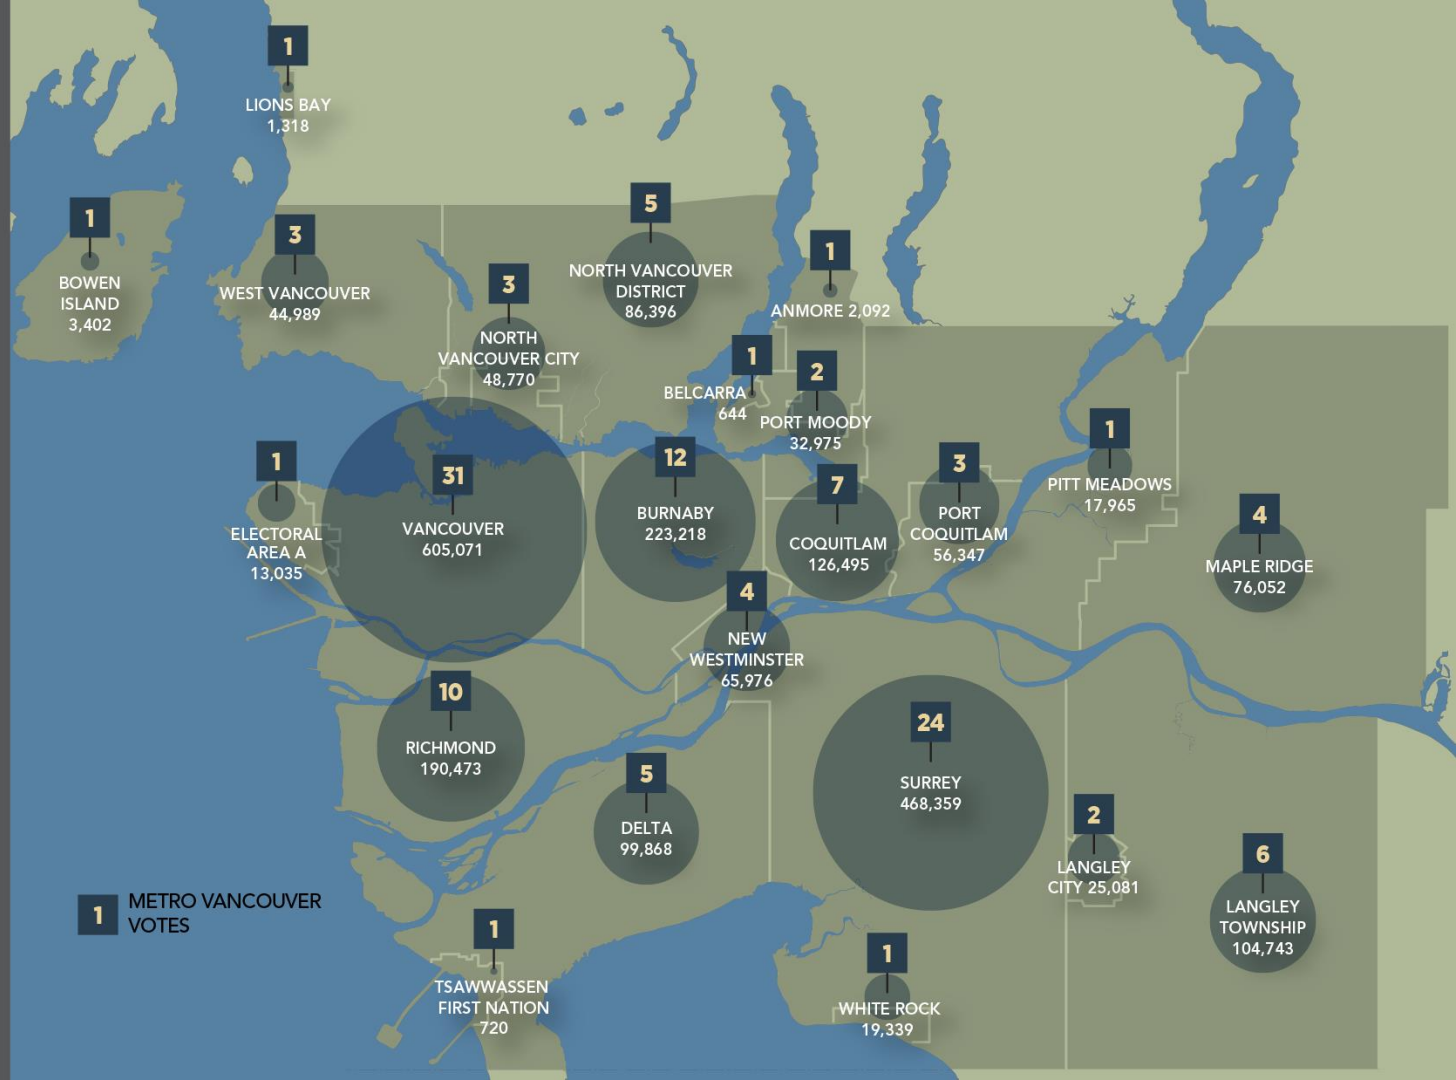 1
LIONS BAY
1,318
1
BOWEN
ISLAND
3,402
3
WEST VANCOUVER
44,989
3
NORTH
VANCOUVER CITY
48,770
5
NORTH VANCOUVER
DISTRICT
86,396
1
ANMORE 2,092
1
BELCARRA
644
2
PORT MOODY
32,975
1
ELECTORAL
AREA A
13,035
31
VANCOUVER
605,071
12
BURNABY
223,218
7
COQUITLAM
126,495
3
PORT
COQUITLAM
56,347
1
PITT MEADOWS
17,965
4
MAPLE RIDGE
76,052
4
NEW
WESTMINSTER
65,976
10
RICHMOND
190,473
5
DELTA
99,868
24
SURREY
468,359
2
LANGLEY
CITY 25,081
6
LANGLEY
TOWNSHIP
104,743
1
METRO VANCOUVER
VOTES
1
TSAWWASSEN
FIRST NATION
720
1
WHITE ROCK
19,339